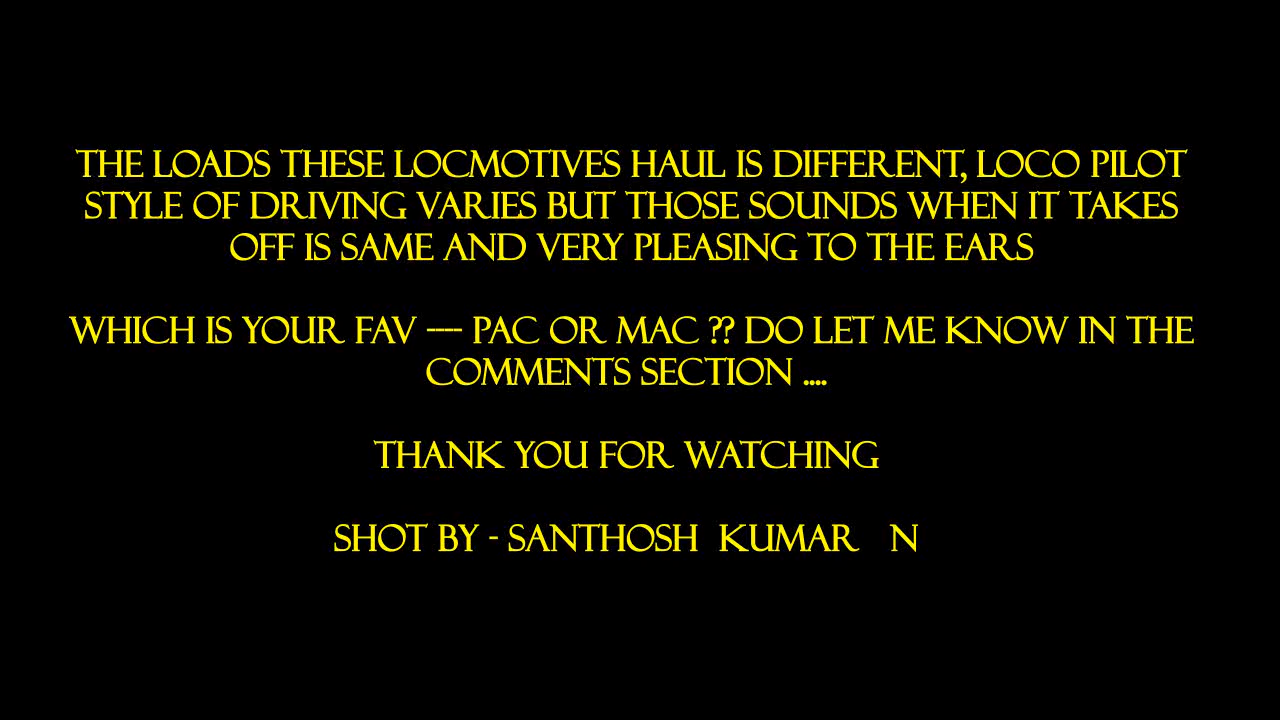 THE LOADS THESE LOCMOTIVES HAUL IS DIFFERENT, LOCO PILOT
STYLE OF DRIVING VARIES BUT THOSE SOUNDS WHEN IT TAKES
OFF IS SAME AND VERY PLEASING TO THE EARS
WHICH IS YOUR FAV ---- PAC OR MAC ?? DO LET ME KNOW IN THE
COMMENTS SECTION ....
THANK YOU FOR WATCHING
SHOT BY - SANTHOSH KUMAR N